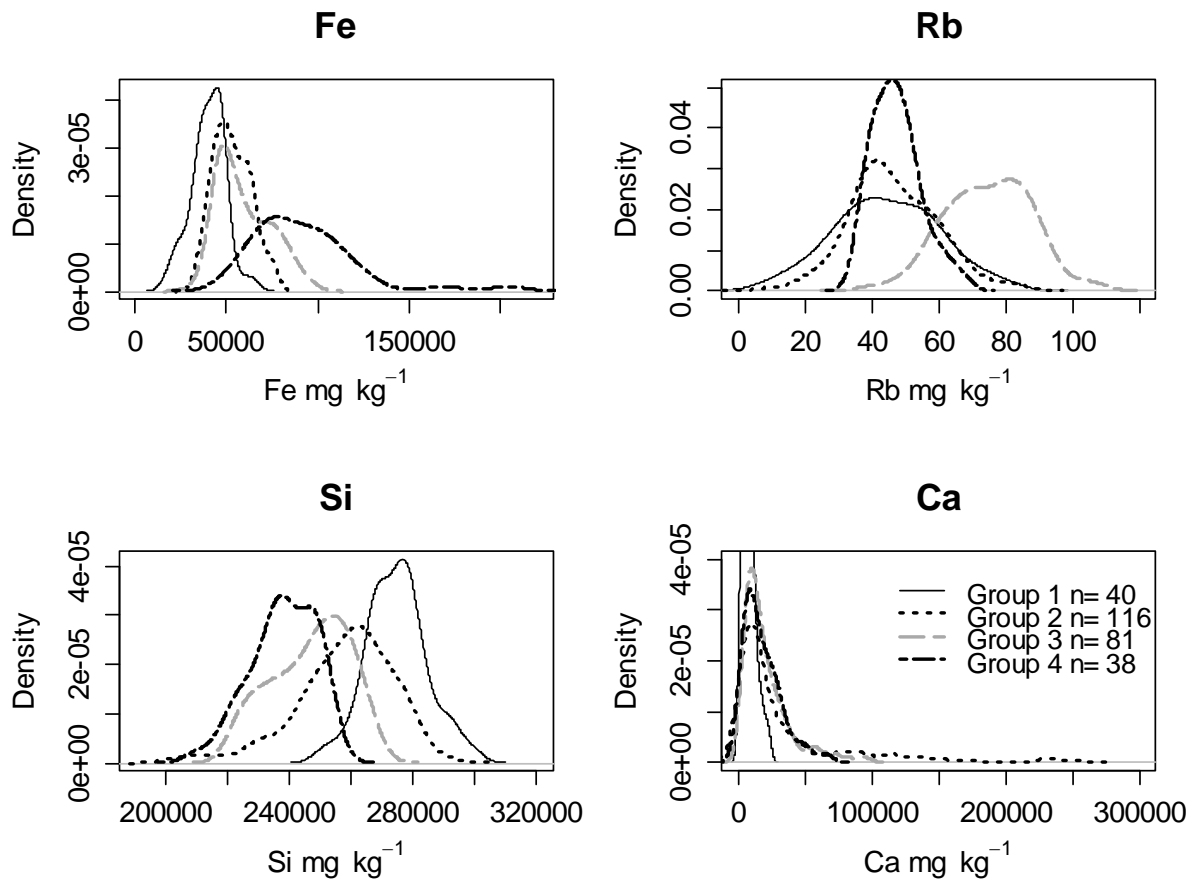 Fe
Density
0e+00 3e-05
0 50000 150000
Fe mg kg⁻¹
Rb
Density
0.00 0.02 0.04
0 20 40 60 80 100
Rb mg kg⁻¹
Si
Density
0e+00 2e-05 4e-05
200000 240000 280000 320000
Si mg kg⁻¹
Ca
Density
0e+00 2e-05 4e-05
Group 1 n= 40
Group 2 n= 116
Group 3 n= 81
Group 4 n= 38
0 100000 200000 300000
Ca mg kg⁻¹